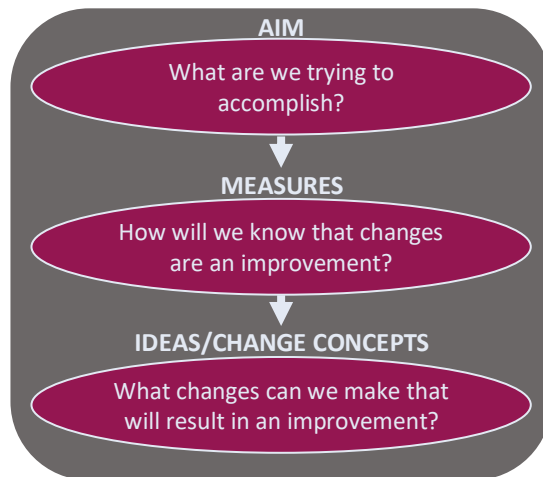 AIM
What are we trying to
accomplish?
MEASURES
How will we know that changes
are an improvement?
IDEAS/CHANGE CONCEPTS
What changes can we make that
will result in an improvement?